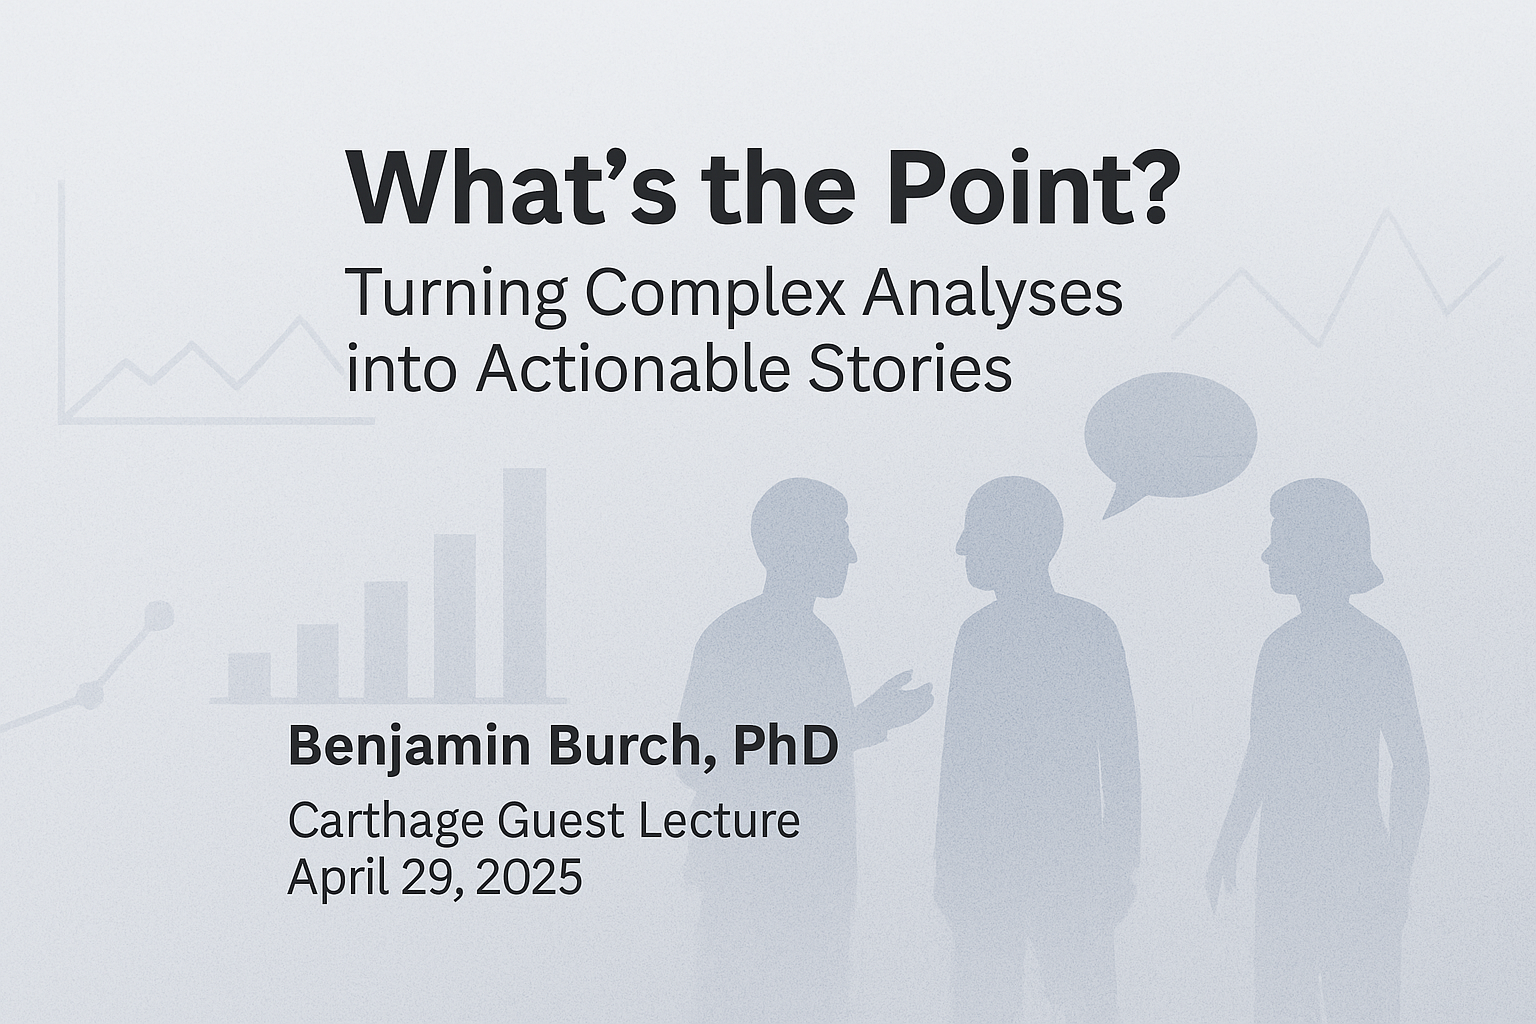 What’s the Point?
Turning Complex Analyses
into Actionable Stories
Benjamin Burch, PhD
Carthage Guest Lecture
April 29, 2025